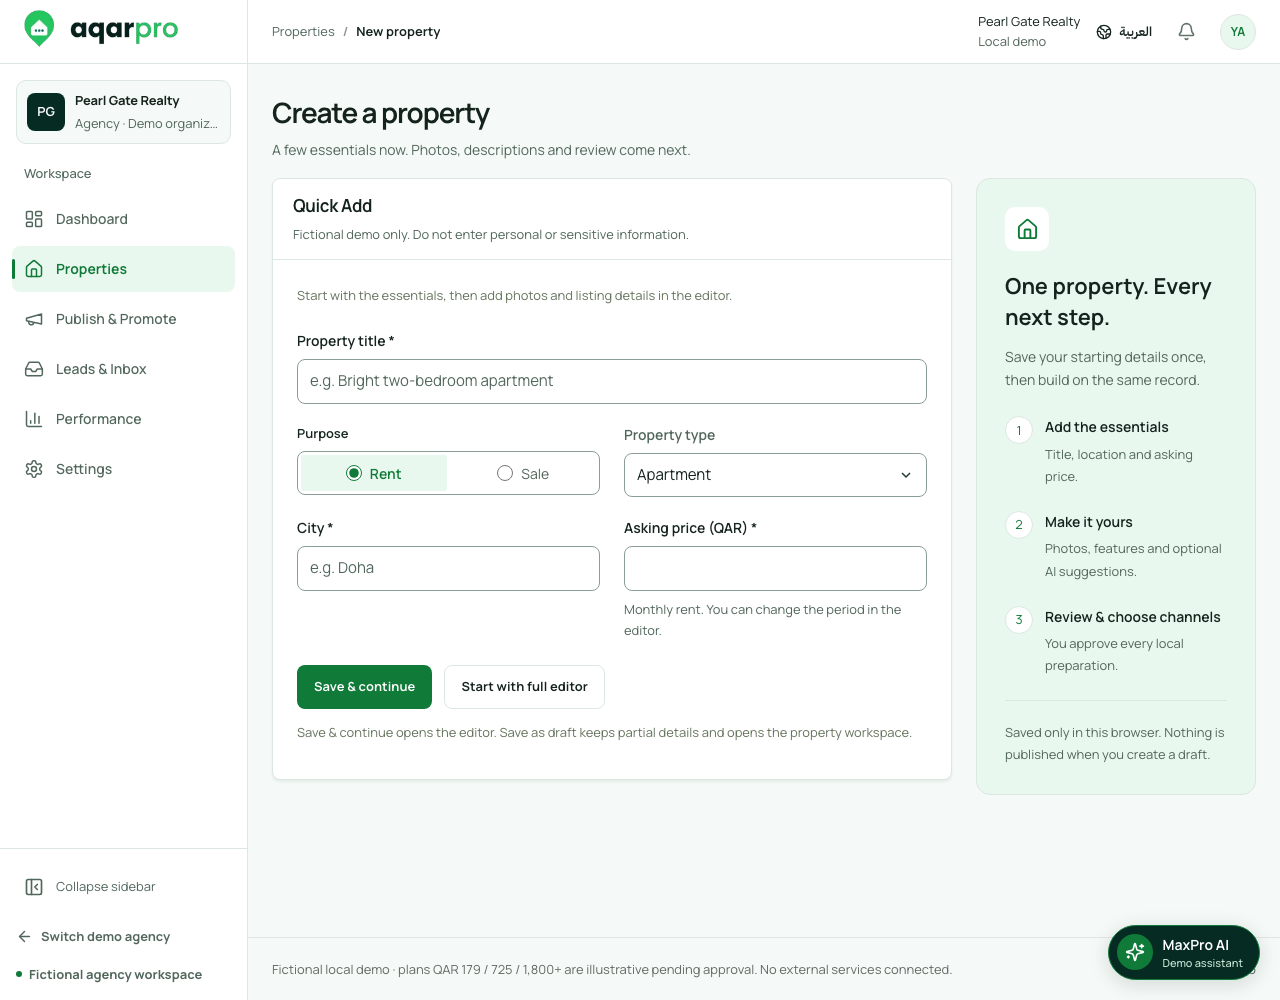 aqarpro
Properties / New property
Pearl Gate Realty
Local demo
العربية
YA
PG
Pearl Gate Realty
Agency · Demo organiz...
Workspace
Dashboard
Properties
Publish & Promote
Leads & Inbox
Performance
Settings
Collapse sidebar
Switch demo agency
Fictional agency workspace
Create a property
A few essentials now. Photos, descriptions and review come next.
Quick Add
Fictional demo only. Do not enter personal or sensitive information.
Start with the essentials, then add photos and listing details in the editor.
Property title *
e.g. Bright two-bedroom apartment
Purpose
Rent
Sale
Property type
Apartment
City *
e.g. Doha
Asking price (QAR) *
Monthly rent. You can change the period in the
editor.
Save & continue
Start with full editor
Save & continue opens the editor. Save as draft keeps partial details and opens the property workspace.
One property. Every
next step.
Save your starting details once,
then build on the same record.
1
Add the essentials
Title, location and asking
price.
2
Make it yours
Photos, features and optional
AI suggestions.
3
Review & choose channels
You approve every local
preparation.
Saved only in this browser. Nothing is
published when you create a draft.
Fictional local demo · plans QAR 179 / 725 / 1,800+ are illustrative pending approval. No external services connected.
MaxPro AI
Demo assistant